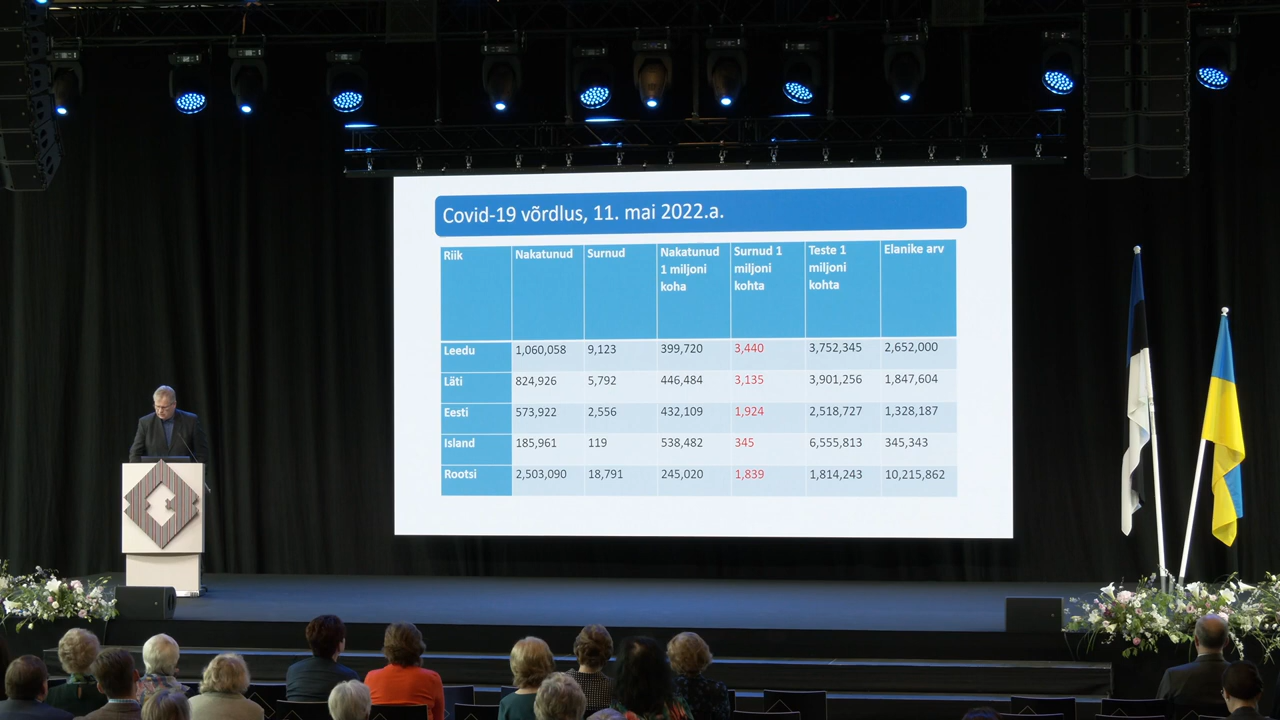 Covid-19 võrdlus, 11. mai 2022.a.
Riik Nakatunud Surnud Nakatunud 1 miljoni koha Surnud 1 miljoni kohta Teste 1 miljoni kohta Elanike arv
Leedu 1,060,058 9,123 399,720 3,440 3,752,345 2,652,000
Läti 824,926 5,792 446,484 3,135 3,901,256 1,847,604
Eesti 573,922 2,556 432,109 1,924 2,518,727 1,328,187
Island 185,961 119 538,482 345 6,555,813 345,343
Rootsi 2,503,090 18,791 245,020 1,839 1,814,243 10,215,862